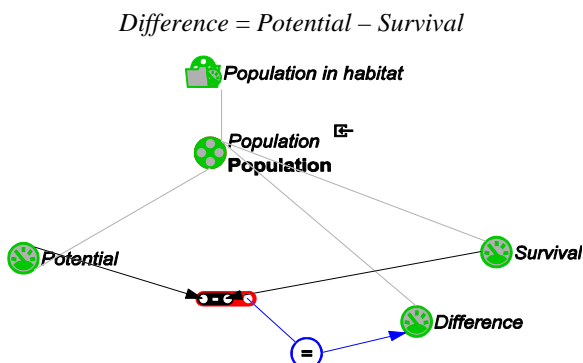 Difference = Potential – Survival
Population in habitat
Population
Population
Potential
Survival
-
Difference
=